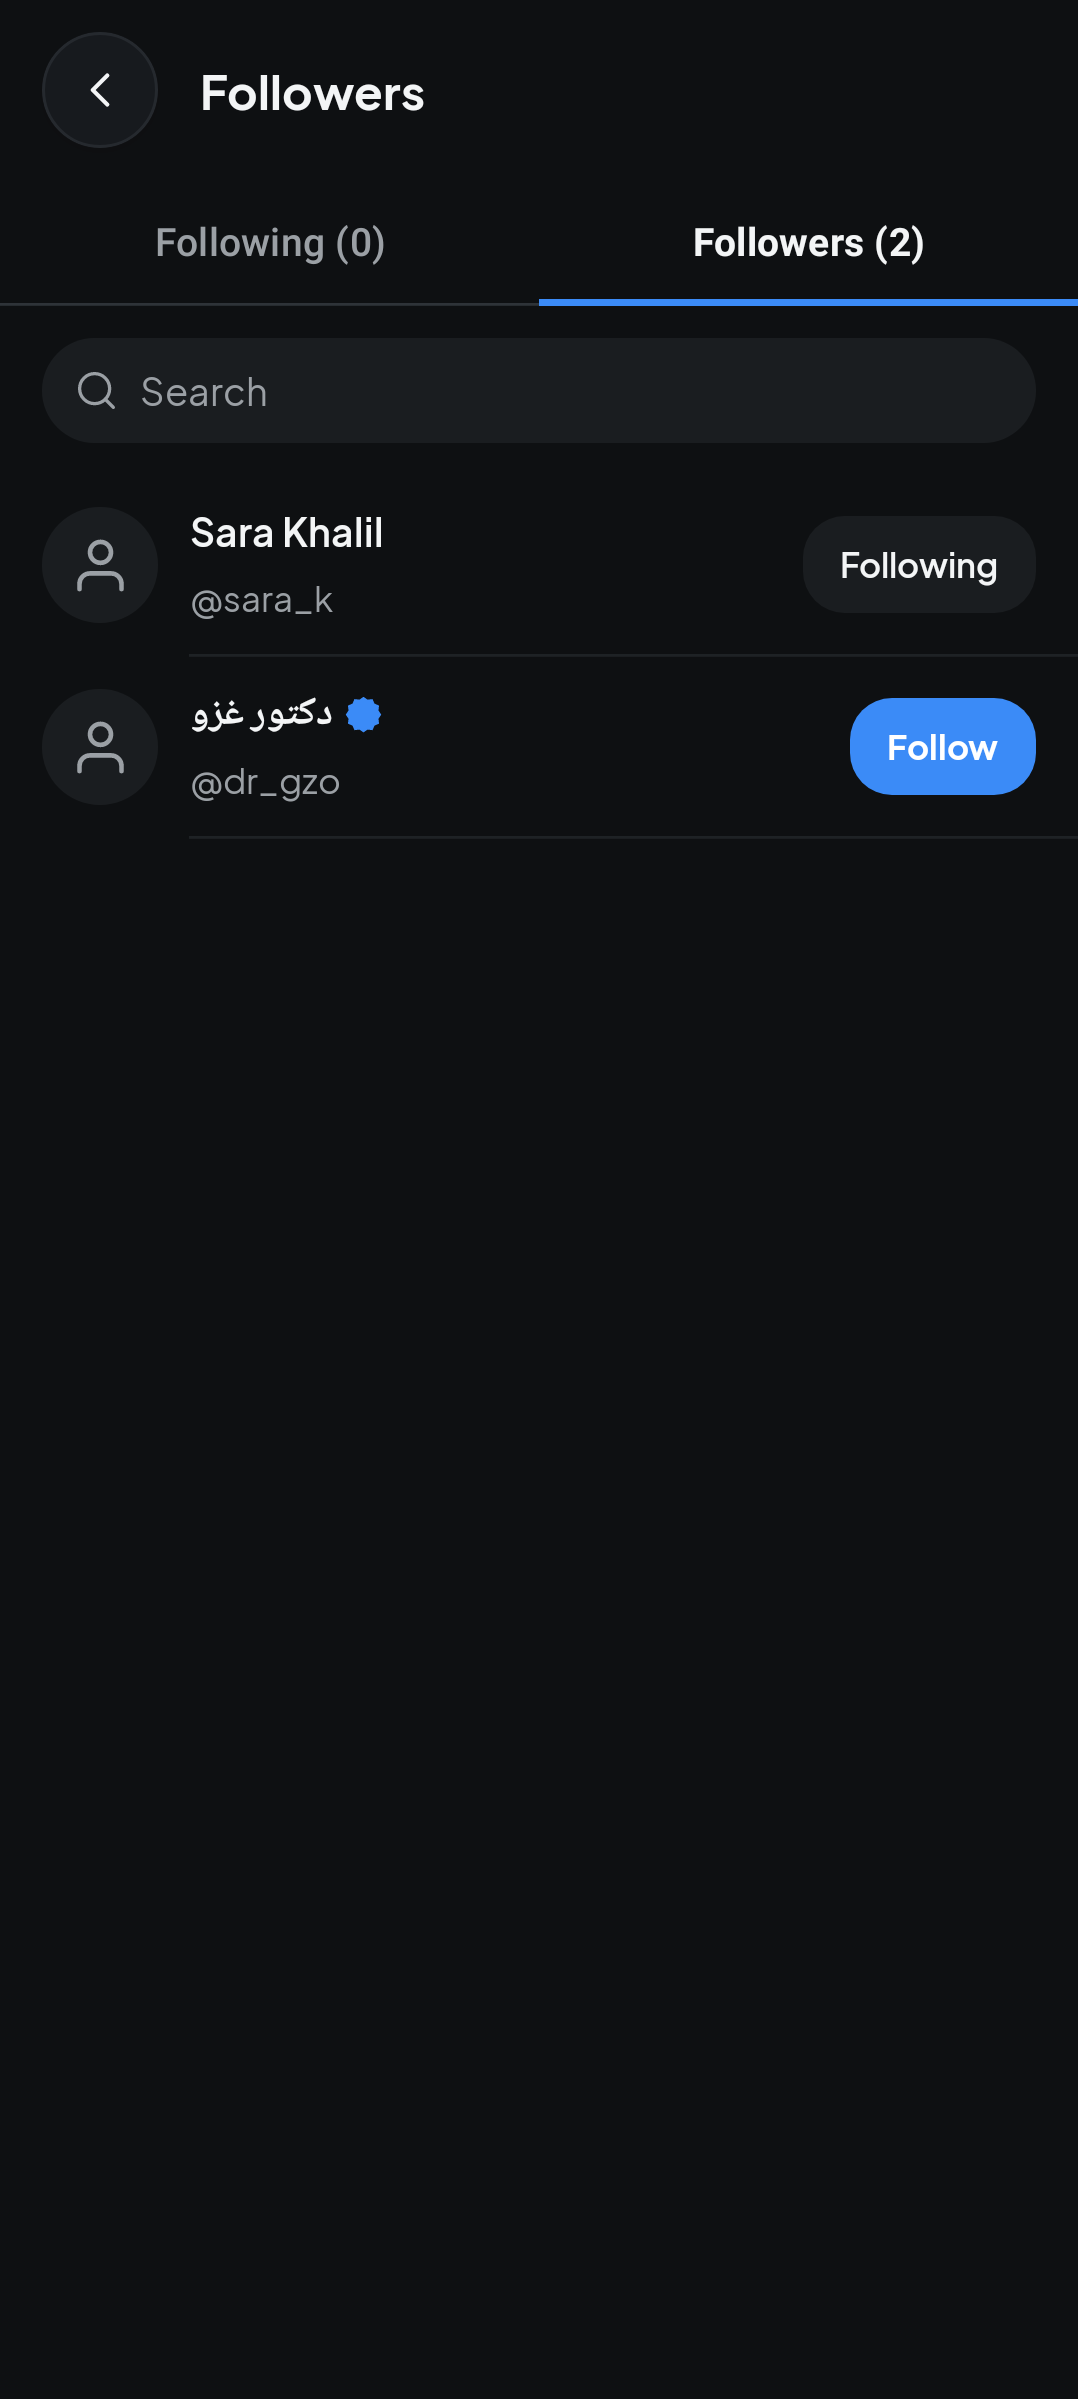 Followers
Following (0)
Followers (2)
Search
Sara Khalil
@sara_k
Following
دكتور غزو
@dr_gzo
Follow